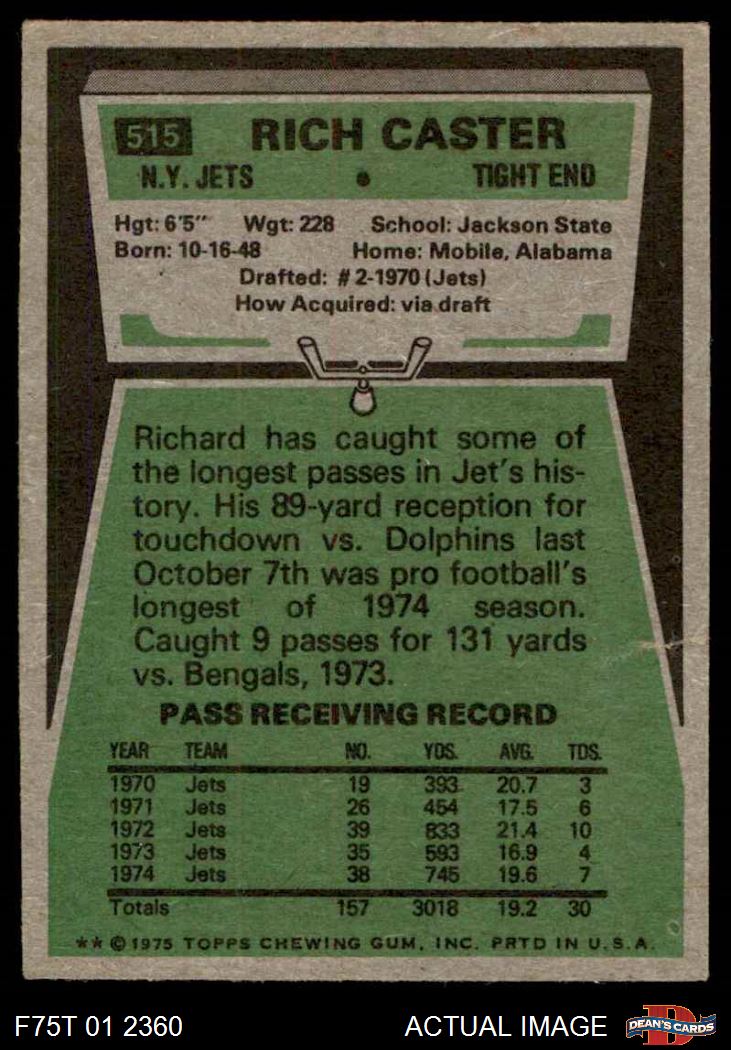 515 RICH CASTER
N.Y. JETS • TIGHT END
Hgt: 6'5" Wgt: 228 School: Jackson State
Born: 10-16-48 Home: Mobile, Alabama
Drafted: #2-1970 (Jets)
How Acquired: via draft
Richard has caught some of
the longest passes in Jet's his-
tory. His 89-yard reception for
touchdown vs. Dolphins last
October 7th was pro football's
longest of 1974 season.
Caught 9 passes for 131 yards
vs. Bengals, 1973.
PASS RECEIVING RECORD
YEAR TEAM NO. YDS. AVG. TDS.
1970 Jets 19 393 20.7 3
1971 Jets 26 454 17.5 6
1972 Jets 39 833 21.4 10
1973 Jets 35 593 16.9 4
1974 Jets 38 745 19.6 7
Totals 157 3018 19.2 30
** © 1975 TOPPS CHEWING GUM, INC. PRTD IN U.S.A.
F75T 01 2360 ACTUAL IMAGE D DEAN'S CARDS